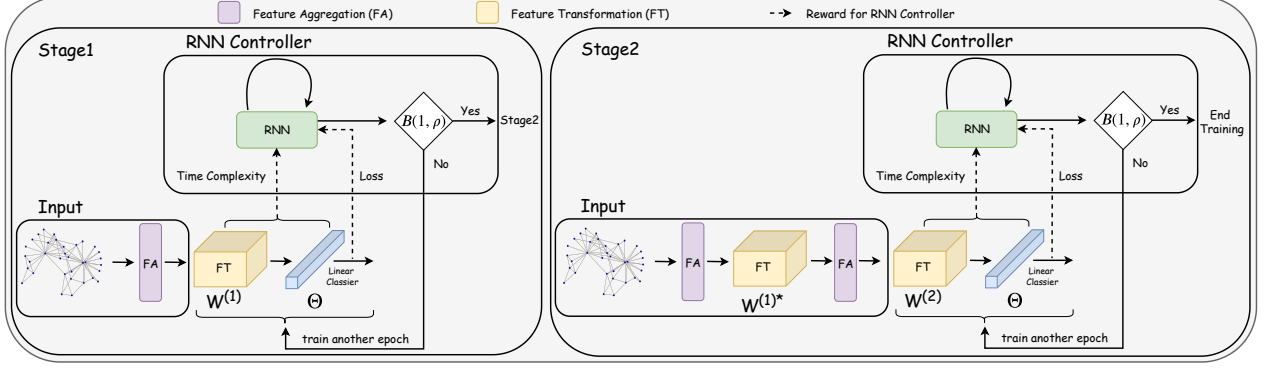 Feature Aggregation (FA)
Feature Transformation (FT)
Reward for RNN Controller
Stage1
RNN Controller
RNN
B(1, ρ)
Yes
Stage2
No
Time Complexity
Loss
Input
FA
FT
W(1)
Θ
Linear
Classier
train another epoch
Stage2
RNN Controller
RNN
B(1, ρ)
Yes
End
Training
No
Time Complexity
Loss
Input
FA
FT
W(1)*
FA
FT
W(2)
Θ
Linear
Classier
train another epoch